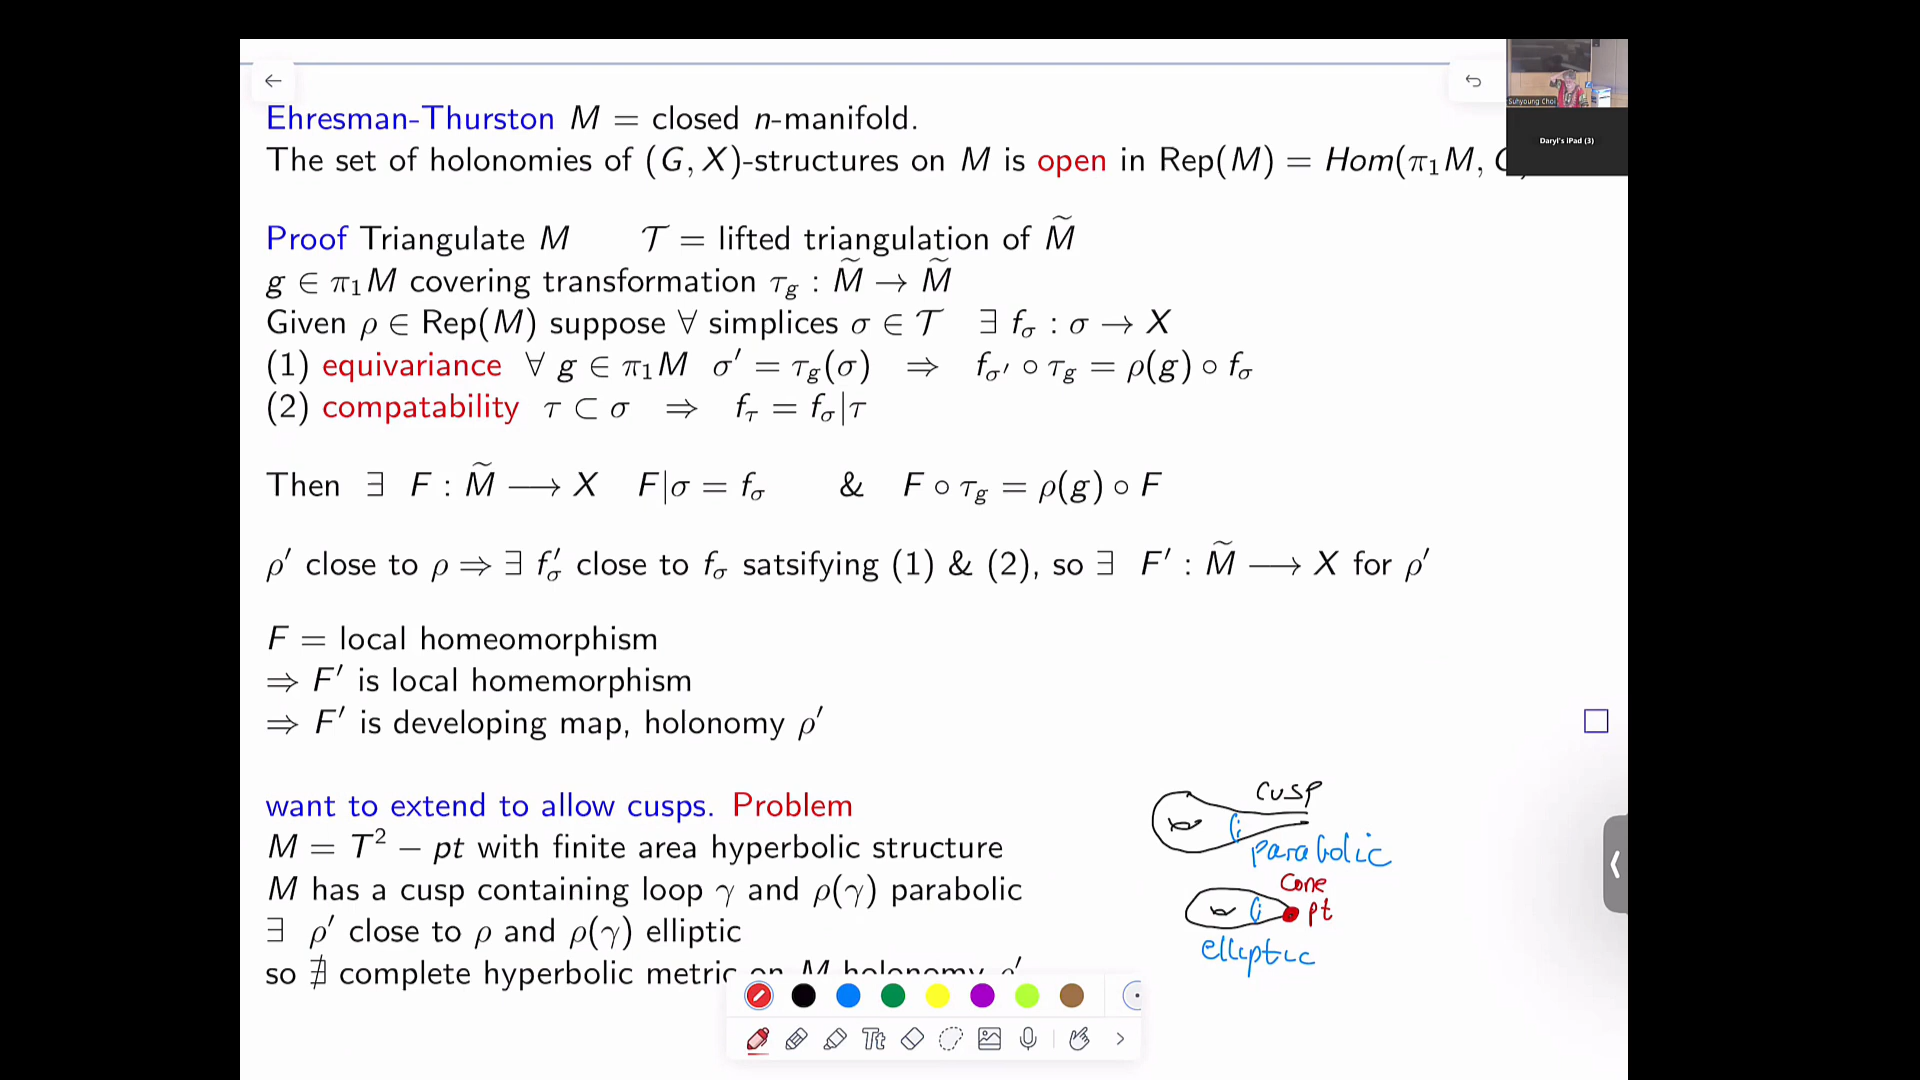 Ehresman-Thurston M = closed n-manifold.
The set of holonomies of (G, X)-structures on M is open in Rep(M) = Hom(π₁M,
Suhyoung Choi
Daryl's iPad (3)
Proof Triangulate M 𝒯 = lifted triangulation of M̃
g ∈ π₁M covering transformation τ_g : M̃ → M̃
Given ρ ∈ Rep(M) suppose ∀ simplices σ ∈ 𝒯 ∃ f_σ : σ → X
(1) equivariance ∀ g ∈ π₁M σ′ = τ_g(σ) ⇒ f_σ′ ∘ τ_g = ρ(g) ∘ f_σ
(2) compatability τ ⊂ σ ⇒ f_τ = f_σ|τ
Then ∃ F : M̃ ⟶ X F|σ = f_σ & F ∘ τ_g = ρ(g) ∘ F
ρ′ close to ρ ⇒ ∃ f′_σ close to f_σ satsifying (1) & (2), so ∃ F′ : M̃ ⟶ X for ρ′
F = local homeomorphism
⇒ F′ is local homemorphism
⇒ F′ is developing map, holonomy ρ′
□
want to extend to allow cusps. Problem
M = T² − pt with finite area hyperbolic structure
M has a cusp containing loop γ and ρ(γ) parabolic
∃ ρ′ close to ρ and ρ(γ) elliptic
so ∄ complete hyperbolic metric on M holonomy ρ′
cusp
parabolic
cone
pt
elliptic
Tt